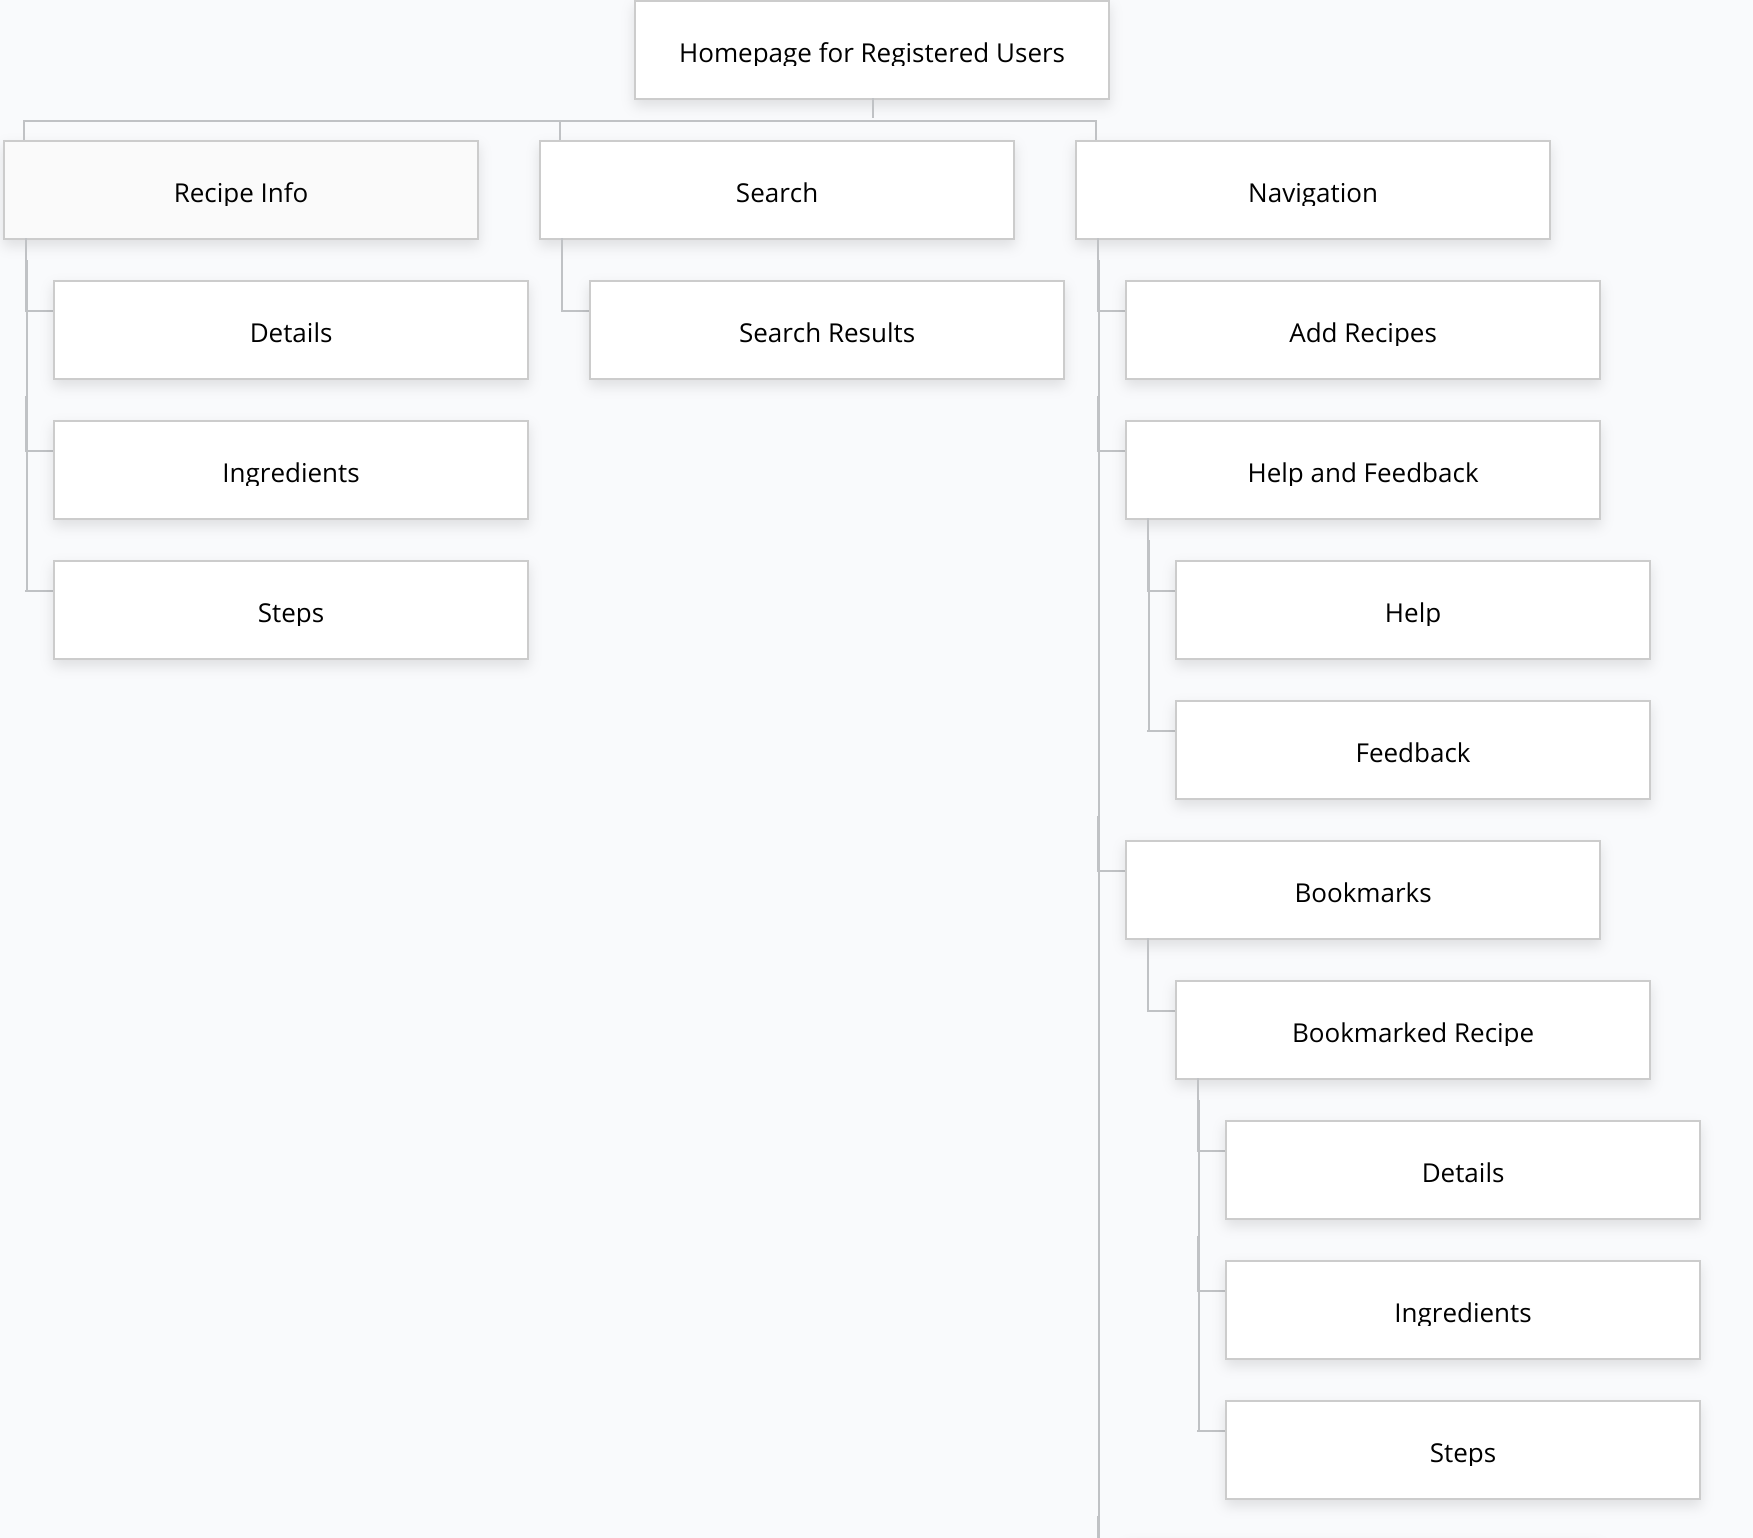 Homepage for Registered Users
Recipe Info
Search
Navigation
Details
Search Results
Add Recipes
Ingredients
Help and Feedback
Steps
Help
Feedback
Bookmarks
Bookmarked Recipe
Details
Ingredients
Steps